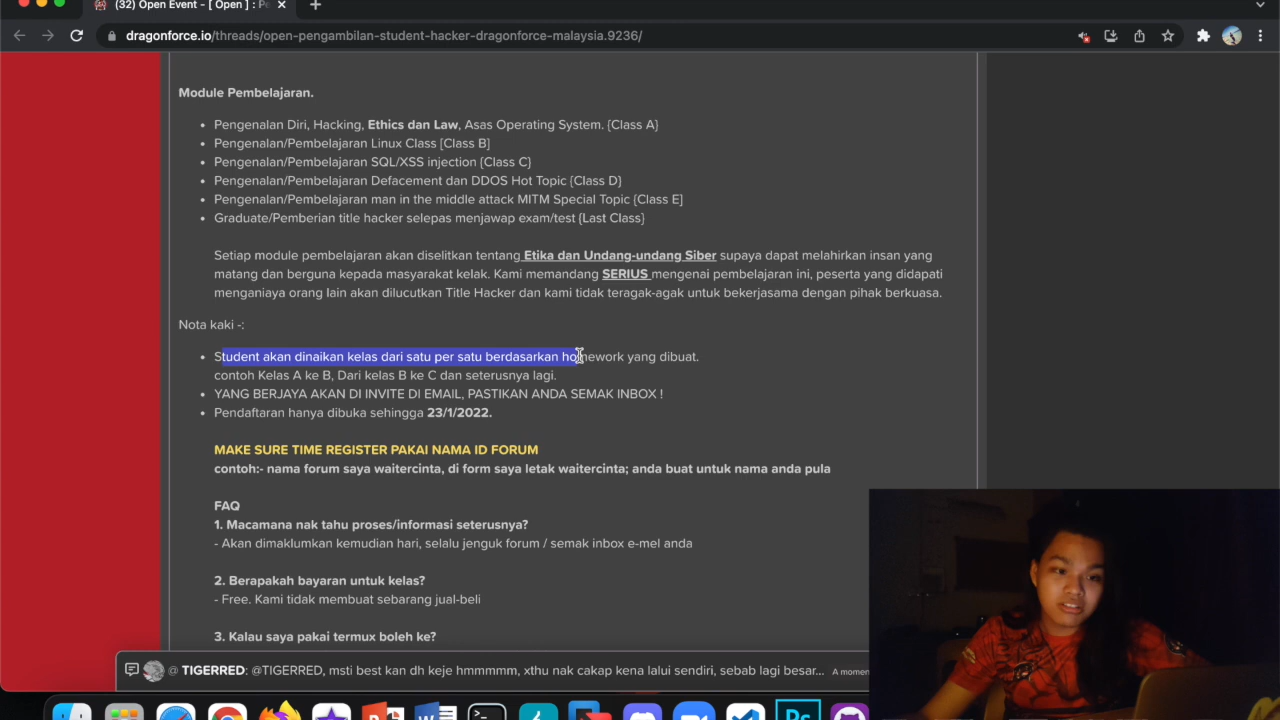 (32) Open Event - [ Open ] : P
dragonforce.io/threads/open-pengambilan-student-hacker-dragonforce-malaysia.9236/
Module Pembelajaran.
• Pengenalan Diri, Hacking, Ethics dan Law, Asas Operating System. {Class A}
• Pengenalan/Pembelajaran Linux Class [Class B]
• Pengenalan/Pembelajaran SQL/XSS injection {Class C}
• Pengenalan/Pembelajaran Defacement dan DDOS Hot Topic {Class D}
• Pengenalan/Pembelajaran man in the middle attack MITM Special Topic {Class E]
• Graduate/Pemberian title hacker selepas menjawap exam/test {Last Class}
Setiap module pembelajaran akan diselitkan tentang Etika dan Undang-undang Siber supaya dapat melahirkan insan yang
matang dan berguna kepada masyarakat kelak. Kami memandang SERIUS mengenai pembelajaran ini, peserta yang didapati
menganiaya orang lain akan dilucutkan Title Hacker dan kami tidak teragak-agak untuk bekerjasama dengan pihak berkuasa.
Nota kaki -:
• Student akan dinaikan kelas dari satu per satu berdasarkan homework yang dibuat.
contoh Kelas A ke B, Dari kelas B ke C dan seterusnya lagi.
• YANG BERJAYA AKAN DI INVITE DI EMAIL, PASTIKAN ANDA SEMAK INBOX !
• Pendaftaran hanya dibuka sehingga 23/1/2022.
MAKE SURE TIME REGISTER PAKAI NAMA ID FORUM
contoh:- nama forum saya waitercinta, di form saya letak waitercinta; anda buat untuk nama anda pula
FAQ
1. Macamana nak tahu proses/informasi seterusnya?
- Akan dimaklumkan kemudian hari, selalu jenguk forum / semak inbox e-mel anda
2. Berapakah bayaran untuk kelas?
- Free. Kami tidak membuat sebarang jual-beli
3. Kalau saya pakai termux boleh ke?
@ TIGERRED: @TIGERRED, msti best kan dh keje hmmmmm, xthu nak cakap kena lalui sendiri, sebab lagi besar... A momen
Ps